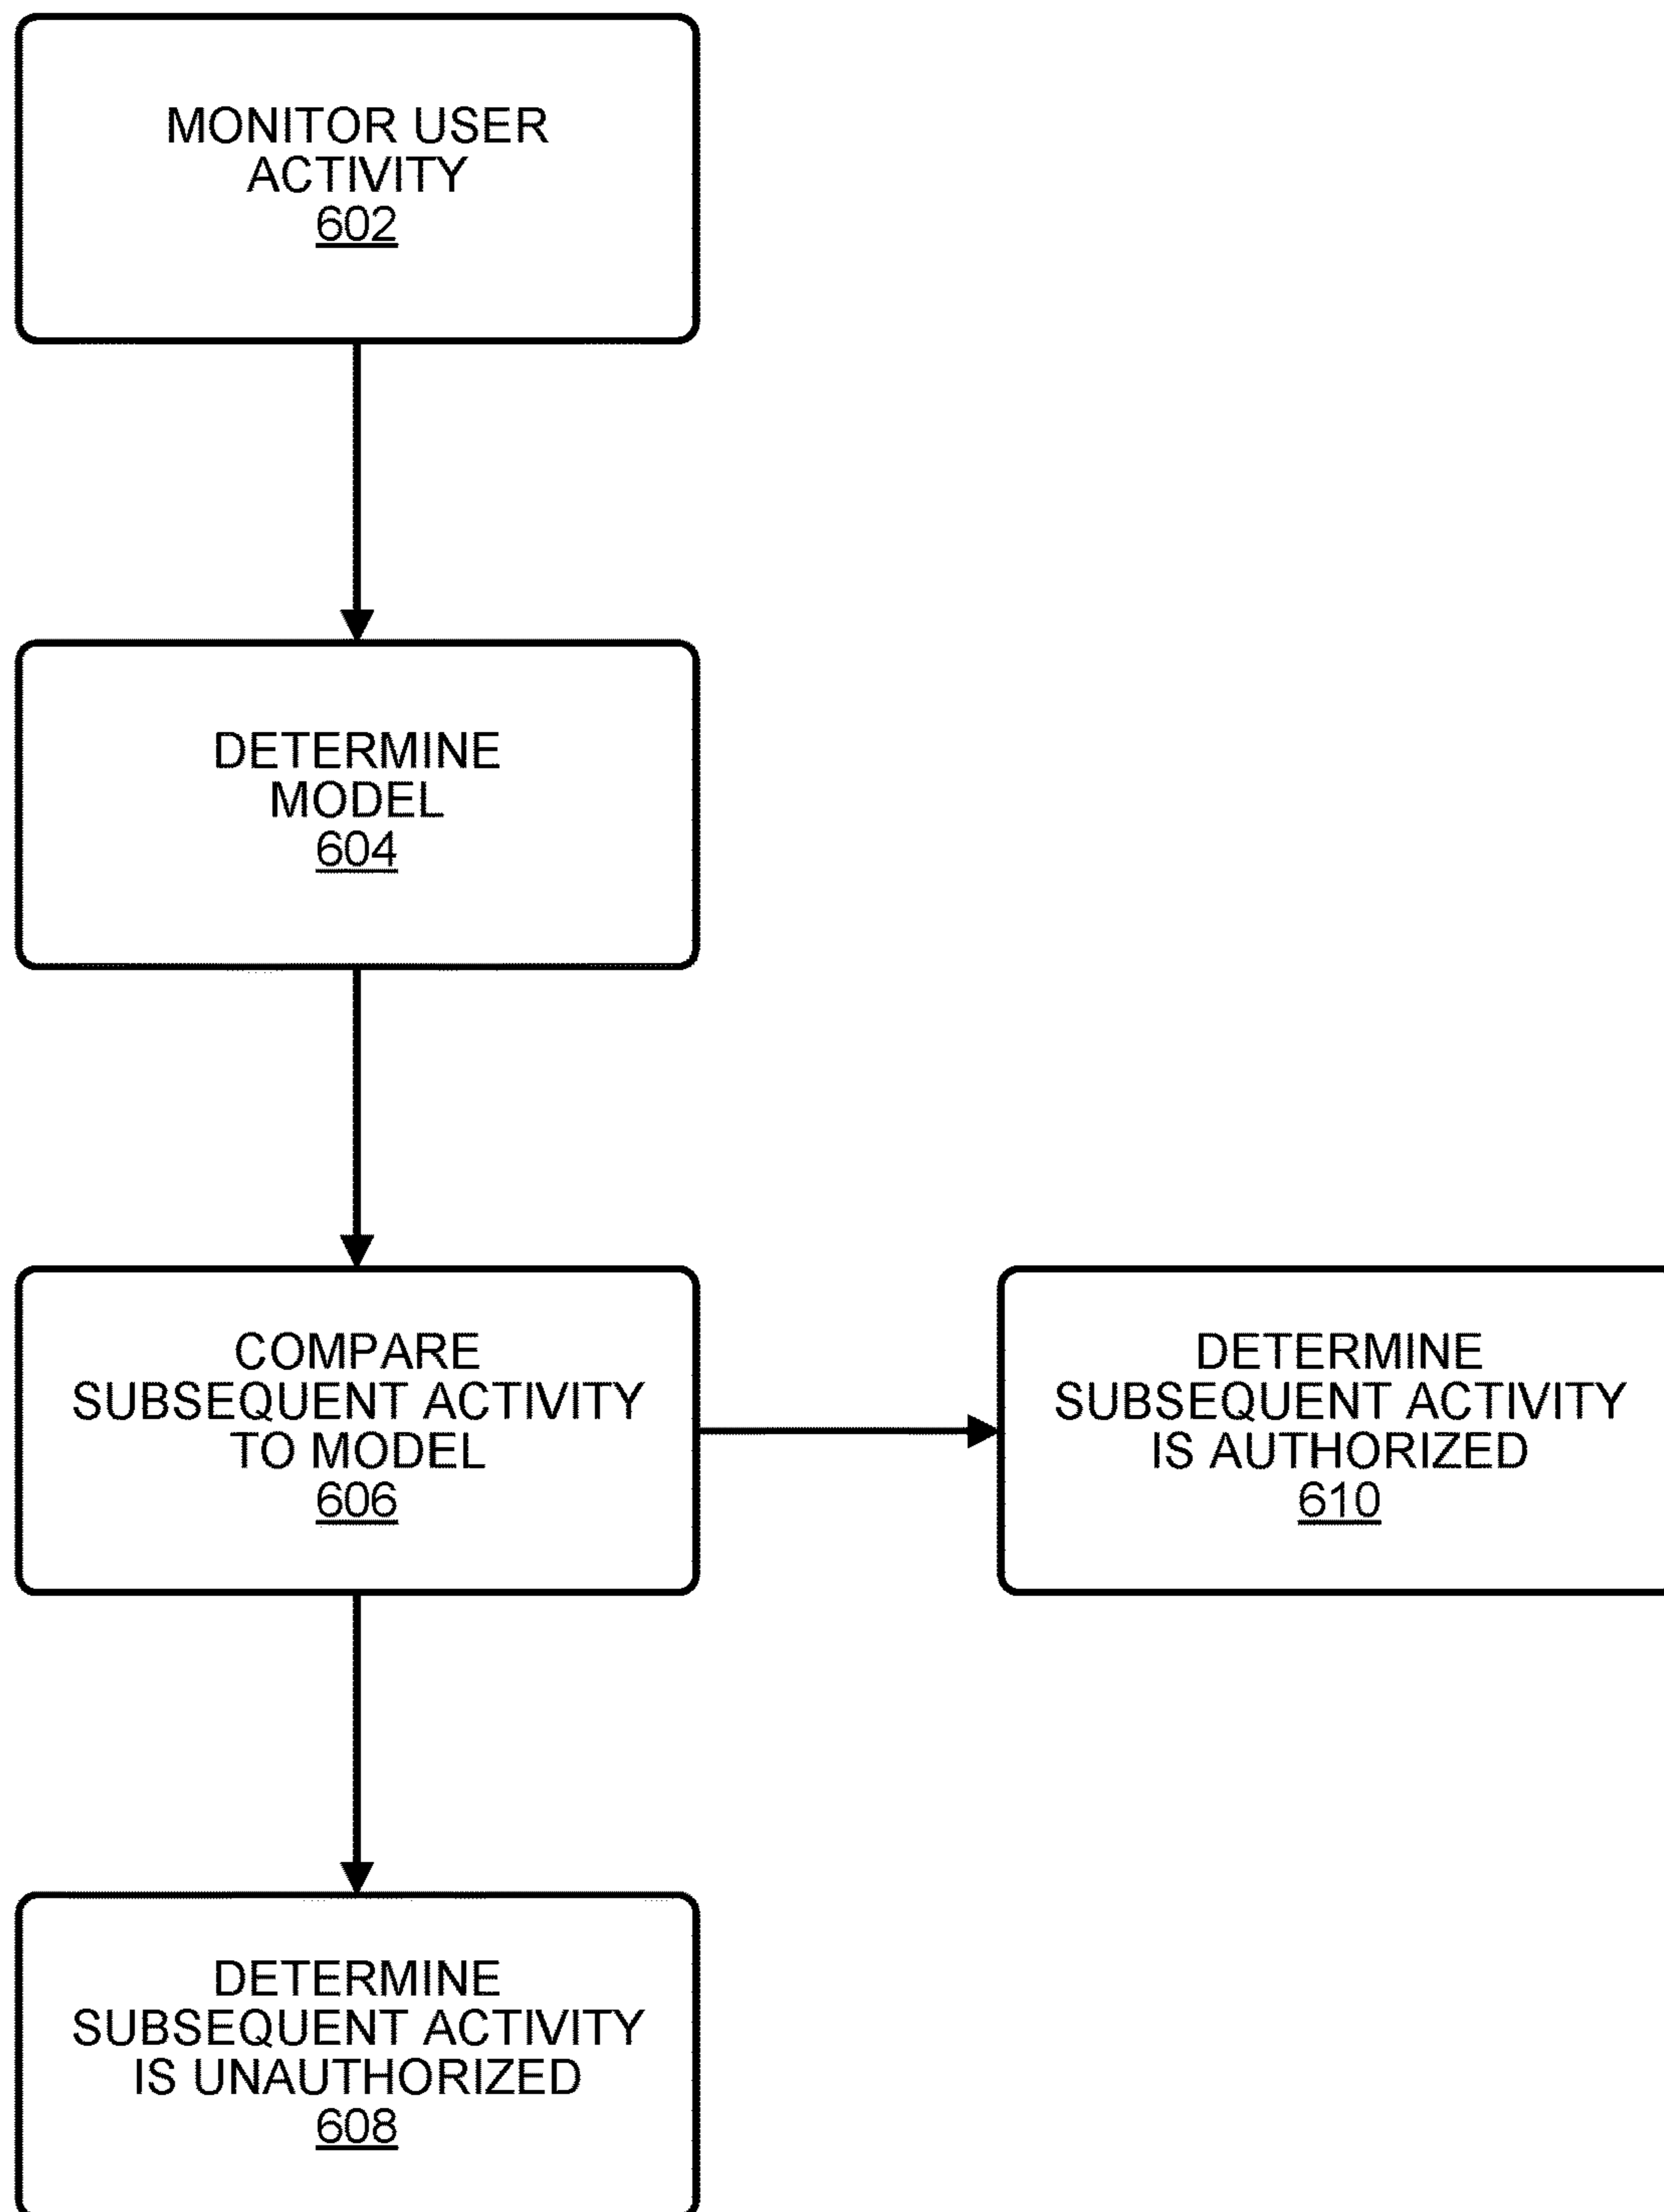 MONITOR USER
ACTIVITY
602
DETERMINE
MODEL
604
COMPARE
SUBSEQUENT ACTIVITY
TO MODEL
606
DETERMINE
SUBSEQUENT ACTIVITY
IS AUTHORIZED
610
DETERMINE
SUBSEQUENT ACTIVITY
IS UNAUTHORIZED
608